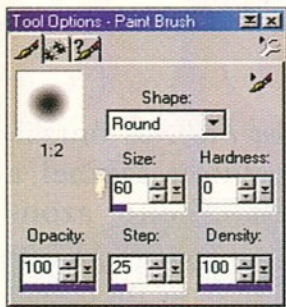 Tool Options - Paint Brush
Shape:
Round
1:2
Size: Hardness:
60 0
Opacity: Step: Density:
100 25 100